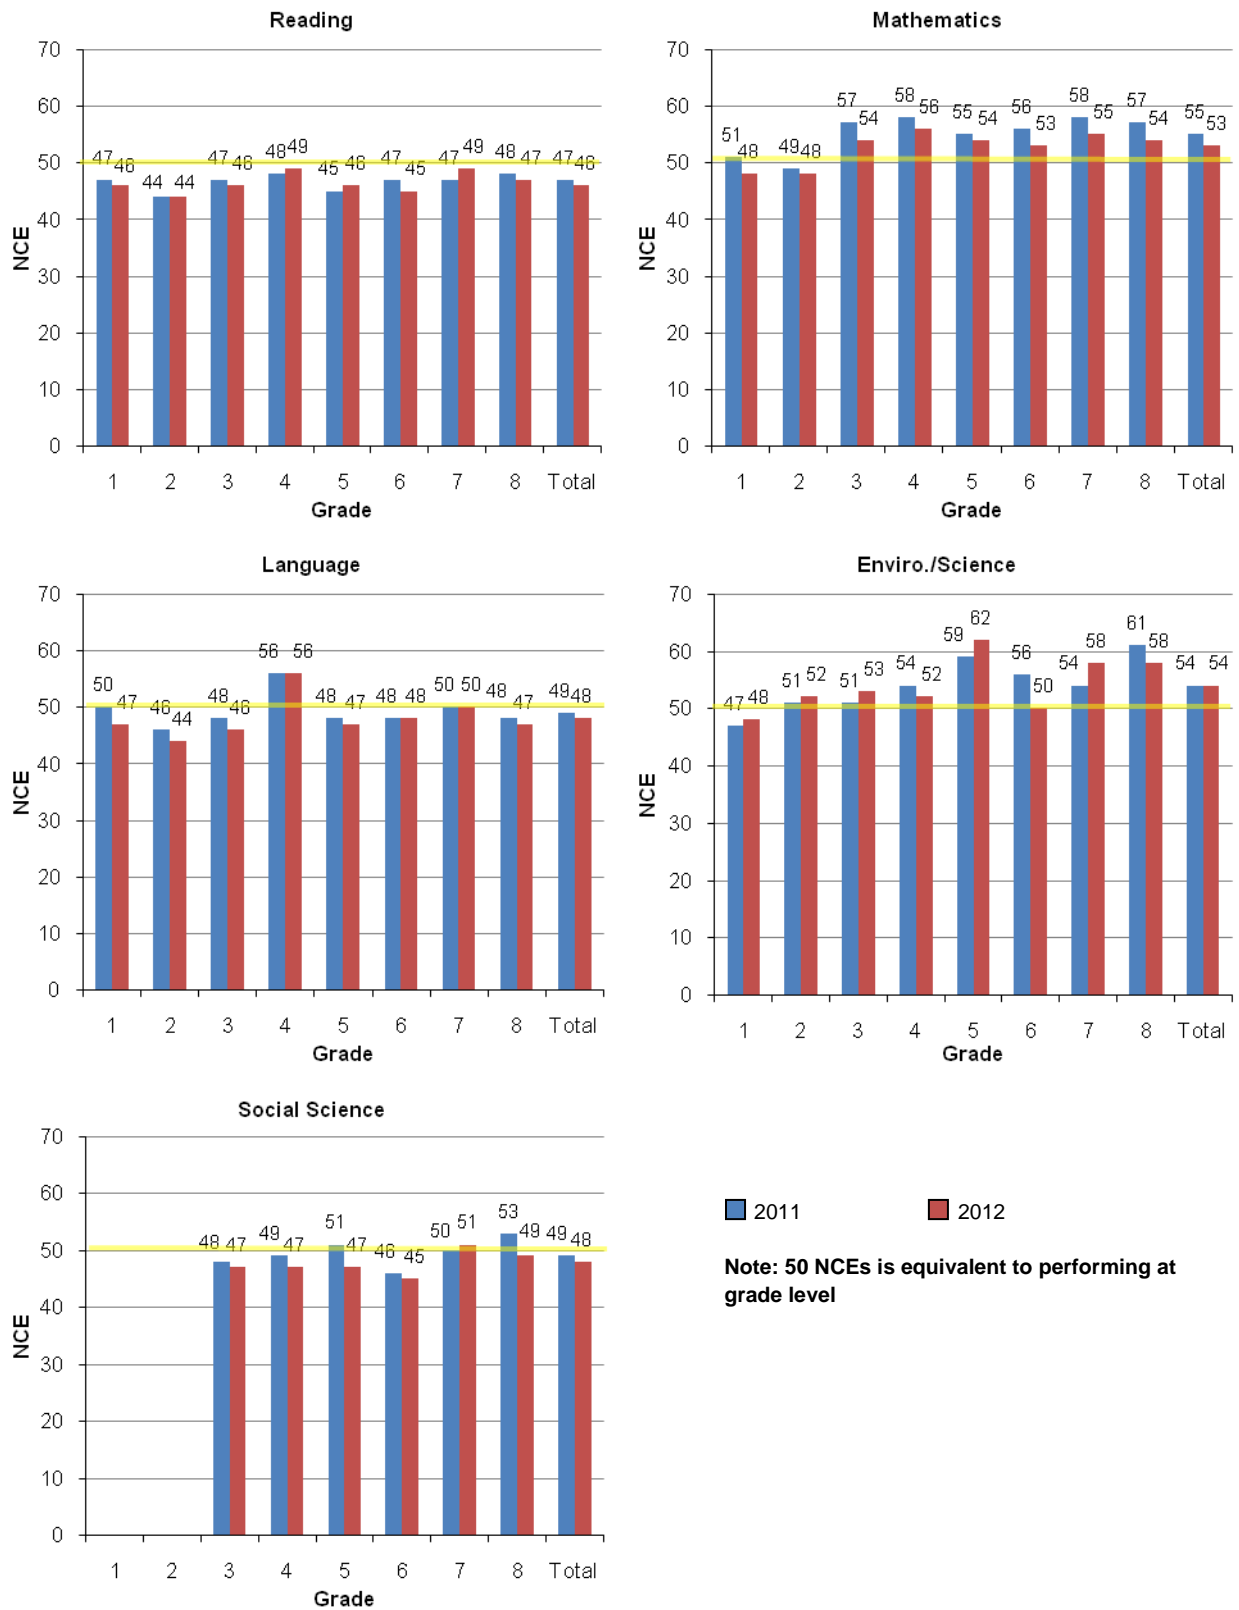 Reading
70
60
50
40
30
20
10
0
NCE
47 46 44 44 47 46 48 49 45 46 47 45 47 49 48 47 47 46
1 2 3 4 5 6 7 8 Total
Grade
Mathematics
70
60
50
40
30
20
10
0
NCE
51 48 49 48 57 54 58 56 55 54 56 53 58 55 57 54 55 53
1 2 3 4 5 6 7 8 Total
Grade
Language
70
60
50
40
30
20
10
0
NCE
50 47 46 44 48 46 56 56 48 47 48 48 50 50 48 47 49 48
1 2 3 4 5 6 7 8 Total
Grade
Enviro./Science
70
60
50
40
30
20
10
0
NCE
47 48 51 52 51 53 54 52 59 62 56 50 54 58 61 58 54 54
1 2 3 4 5 6 7 8 Total
Grade
Social Science
70
60
50
40
30
20
10
0
NCE
48 47 49 47 51 47 46 45 50 51 53 49 49 48
1 2 3 4 5 6 7 8 Total
Grade
2011 2012
Note: 50 NCEs is equivalent to performing at
grade level